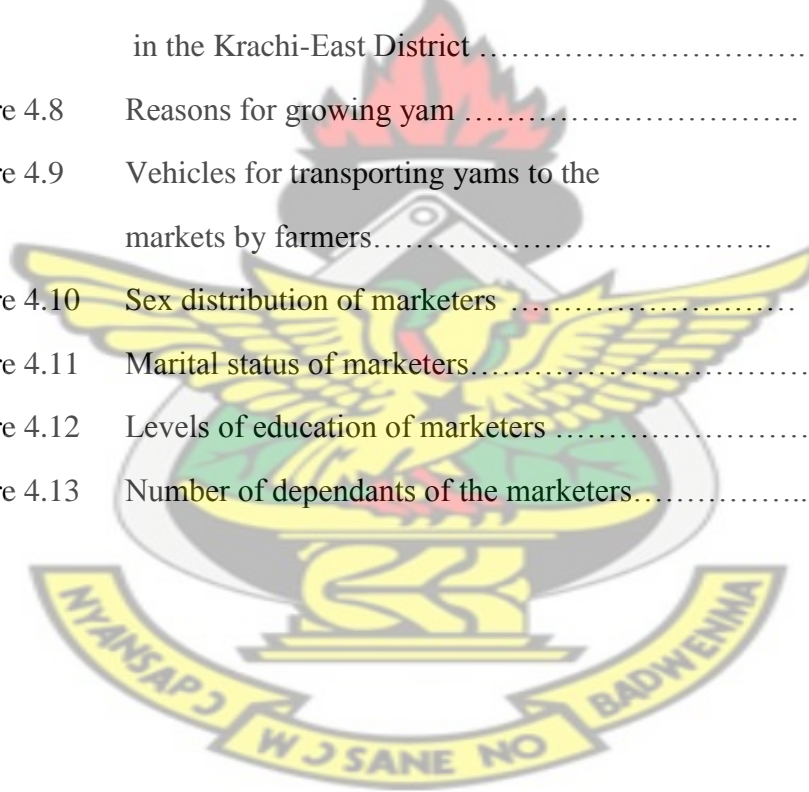 in the Krachi-East District ………………………….
re 4.8 Reasons for growing yam …………………………..
re 4.9 Vehicles for transporting yams to the
markets by farmers………………………………..
re 4.10 Sex distribution of marketers ………………………
re 4.11 Marital status of marketers……………………………
re 4.12 Levels of education of marketers ……………………
re 4.13 Number of dependants of the marketers……………..
NYANSAPƆ WƆSANE NO BADWENMA